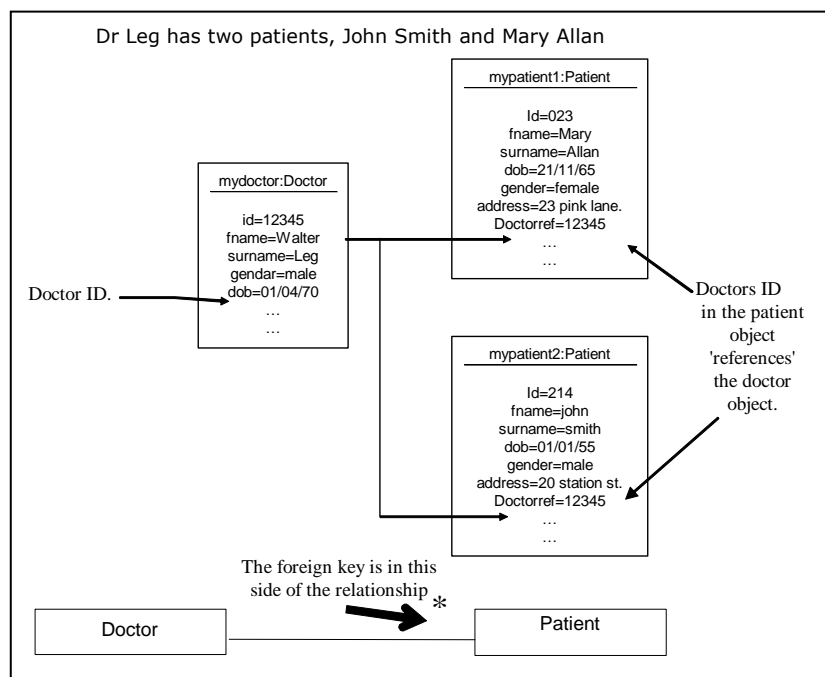 Dr Leg has two patients, John Smith and Mary Allan
mypatient1:Patient
Id=023
fname=Mary
surname=Allan
dob=21/11/65
gender=female
address=23 pink lane.
Doctorref=12345
…
…
mydoctor:Doctor
id=12345
fname=Walter
surname=Leg
gendar=male
dob=01/04/70
…
…
Doctor ID.
Doctors ID
in the patient
object
'references'
the doctor
object.
mypatient2:Patient
Id=214
fname=john
surname=smith
dob=01/01/55
gender=male
address=20 station st.
Doctorref=12345
…
…
The foreign key is in this
side of the relationship
*
Doctor
Patient